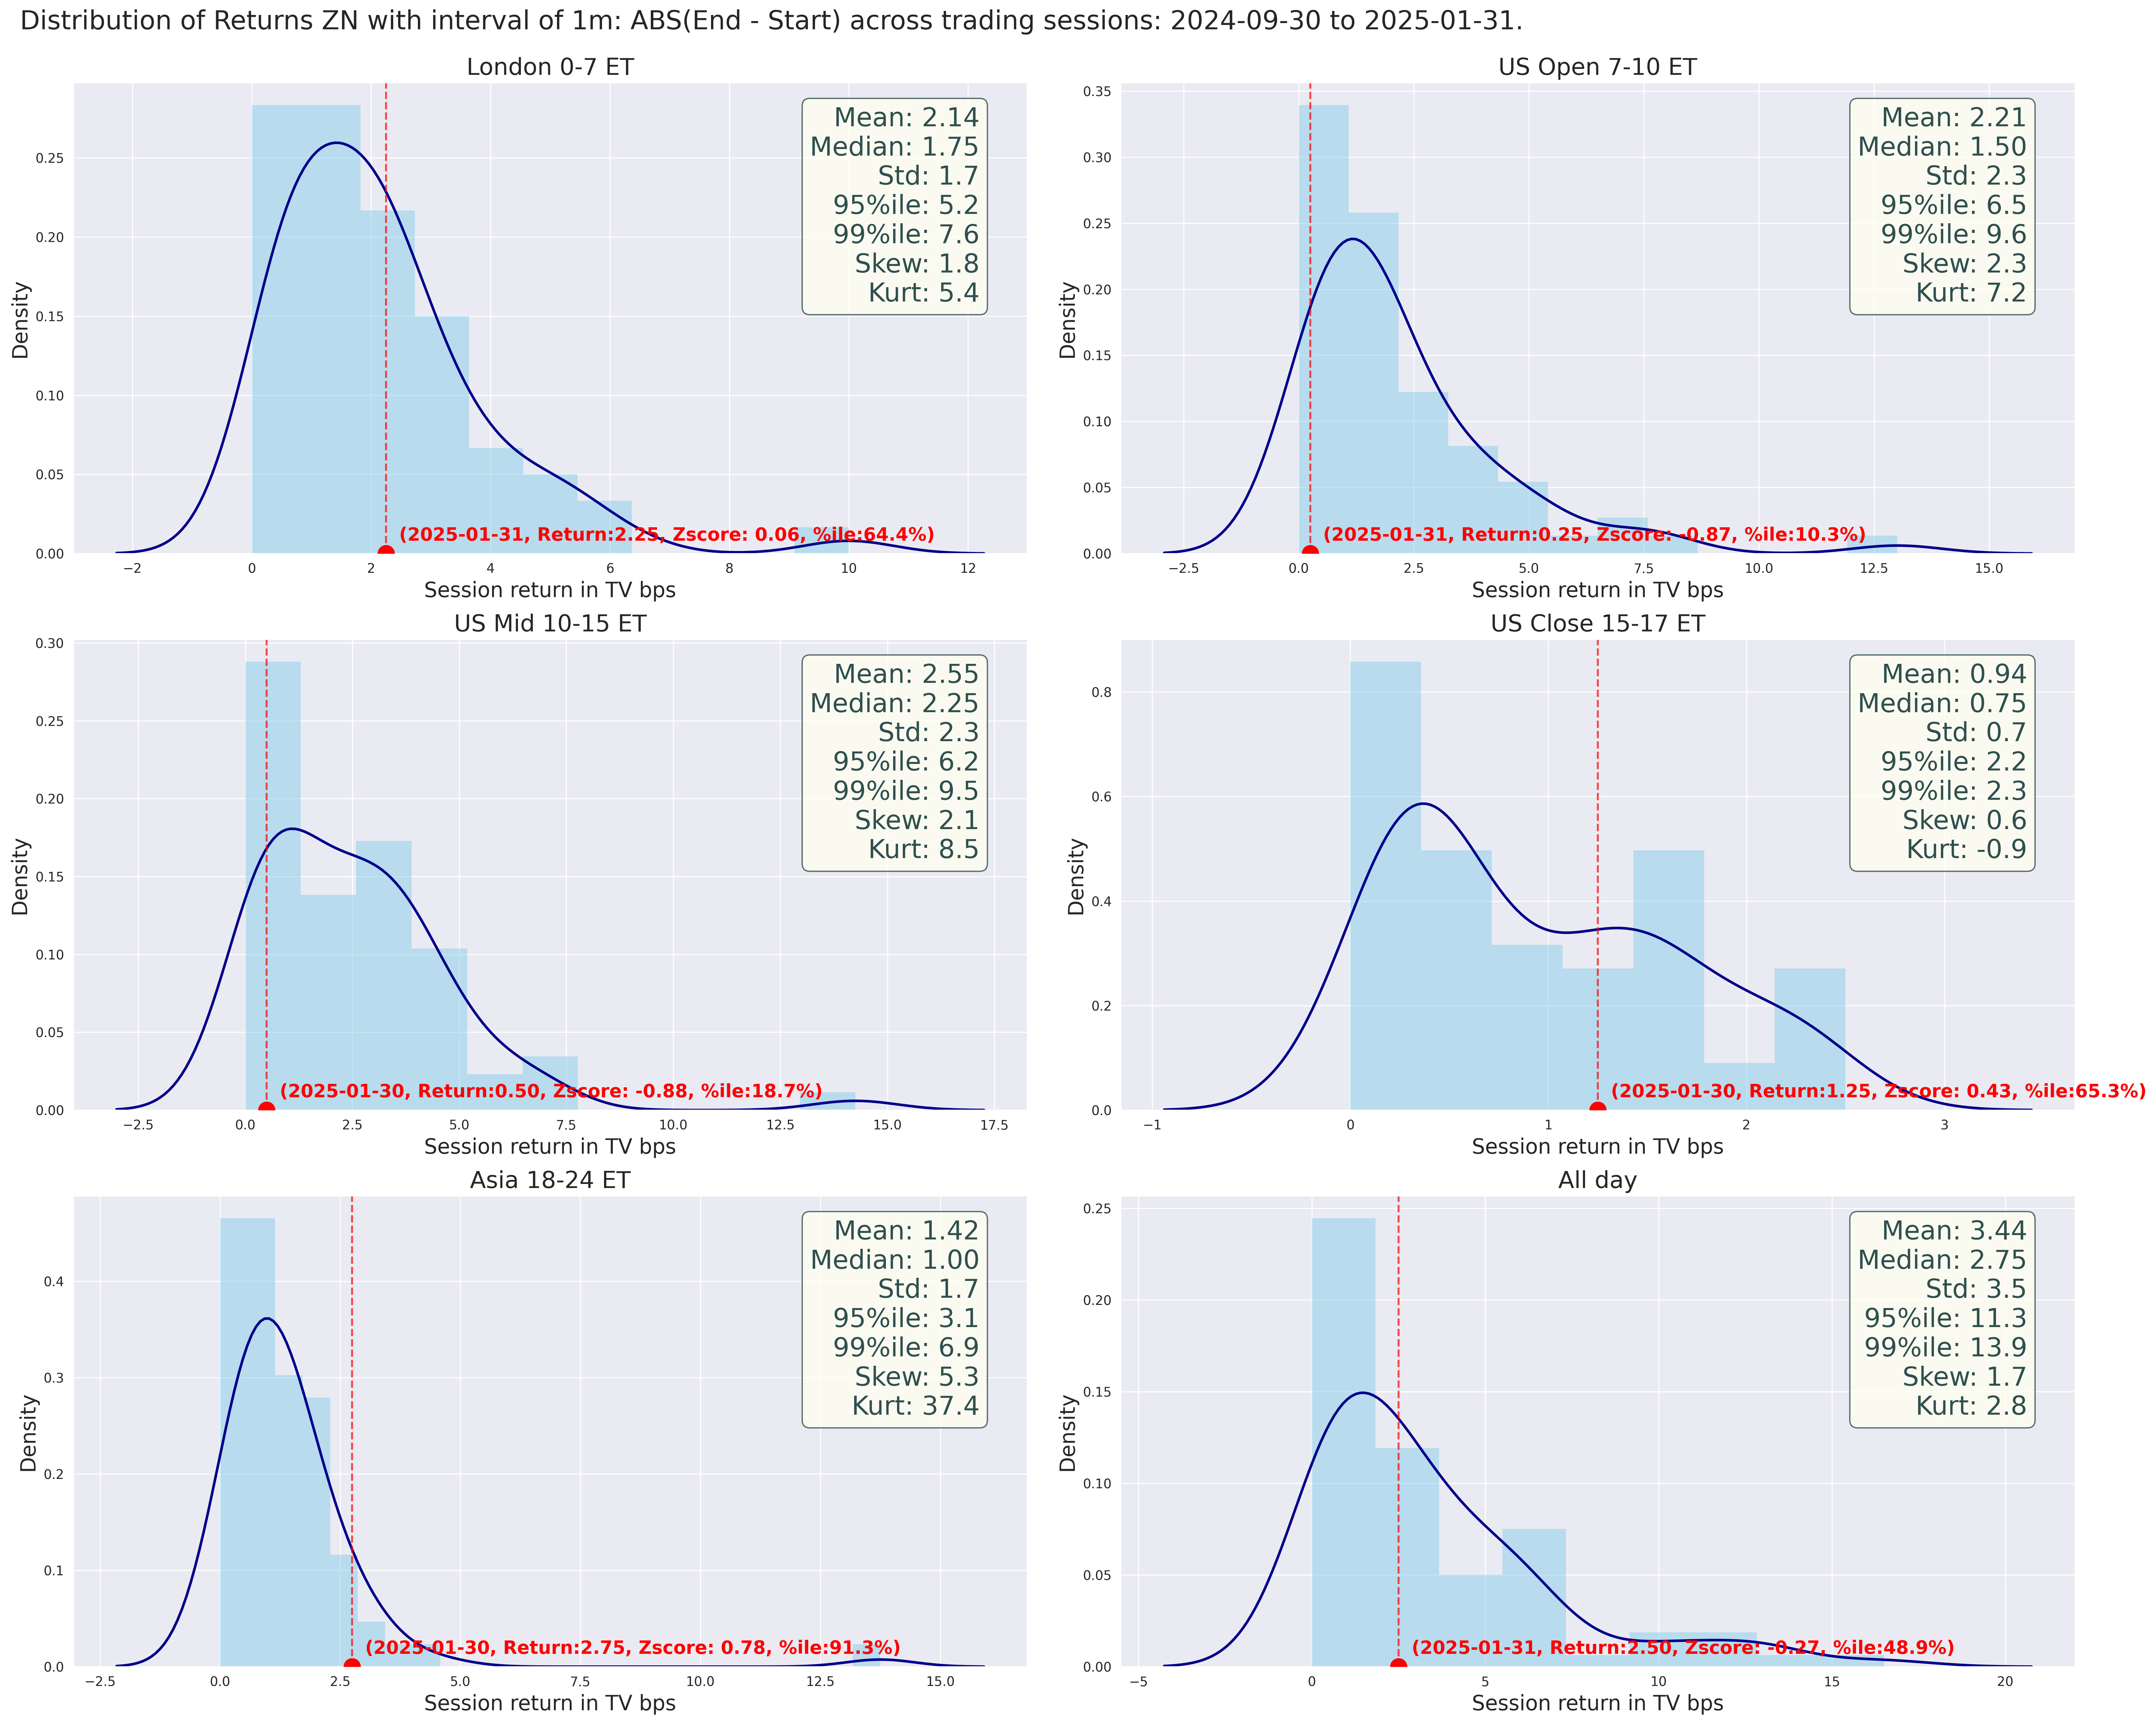 Distribution of Returns ZN with interval of 1m: ABS(End - Start) across trading sessions: 2024-09-30 to 2025-01-31.
London 0-7 ET
Mean: 2.14
Median: 1.75
Std: 1.7
95%ile: 5.2
99%ile: 7.6
Skew: 1.8
Kurt: 5.4
Density
0.25
0.20
0.15
0.10
0.05
0.00
(2025-01-31, Return:2.25, Zscore: 0.06, %ile:64.4%)
−2 0 2 4 6 8 10 12
Session return in TV bps
US Open 7-10 ET
Mean: 2.21
Median: 1.50
Std: 2.3
95%ile: 6.5
99%ile: 9.6
Skew: 2.3
Kurt: 7.2
Density
0.35
0.30
0.25
0.20
0.15
0.10
0.05
0.00
(2025-01-31, Return:0.25, Zscore: -0.87, %ile:10.3%)
−2.5 0.0 2.5 5.0 7.5 10.0 12.5 15.0
Session return in TV bps
US Mid 10-15 ET
Mean: 2.55
Median: 2.25
Std: 2.3
95%ile: 6.2
99%ile: 9.5
Skew: 2.1
Kurt: 8.5
Density
0.30
0.25
0.20
0.15
0.10
0.05
0.00
(2025-01-30, Return:0.50, Zscore: -0.88, %ile:18.7%)
−2.5 0.0 2.5 5.0 7.5 10.0 12.5 15.0 17.5
Session return in TV bps
US Close 15-17 ET
Mean: 0.94
Median: 0.75
Std: 0.7
95%ile: 2.2
99%ile: 2.3
Skew: 0.6
Kurt: -0.9
Density
0.8
0.6
0.4
0.2
0.0
(2025-01-30, Return:1.25, Zscore: 0.43, %ile:65.3%)
−1 0 1 2 3
Session return in TV bps
Asia 18-24 ET
Mean: 1.42
Median: 1.00
Std: 1.7
95%ile: 3.1
99%ile: 6.9
Skew: 5.3
Kurt: 37.4
Density
0.4
0.3
0.2
0.1
0.0
(2025-01-30, Return:2.75, Zscore: 0.78, %ile:91.3%)
−2.5 0.0 2.5 5.0 7.5 10.0 12.5 15.0
Session return in TV bps
All day
Mean: 3.44
Median: 2.75
Std: 3.5
95%ile: 11.3
99%ile: 13.9
Skew: 1.7
Kurt: 2.8
Density
0.25
0.20
0.15
0.10
0.05
0.00
(2025-01-31, Return:2.50, Zscore: -0.27, %ile:48.9%)
−5 0 5 10 15 20
Session return in TV bps